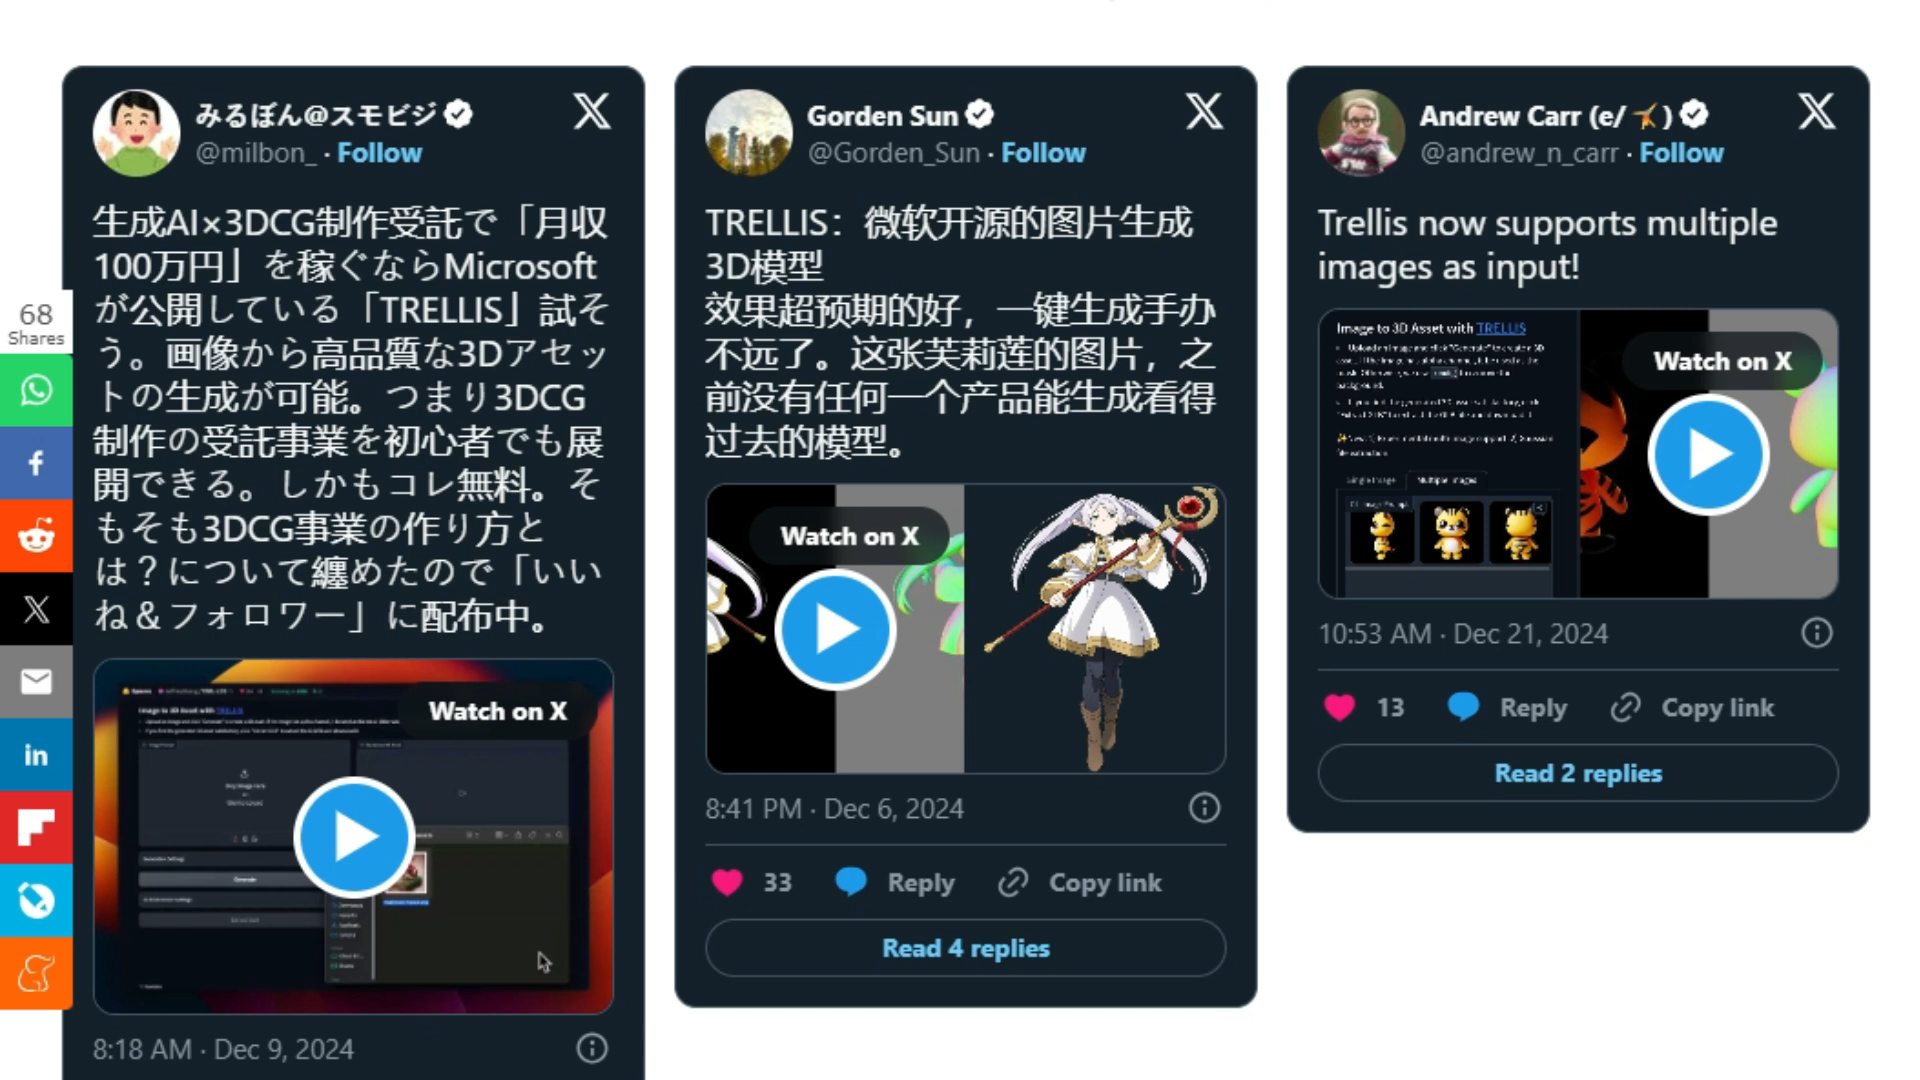 68
Shares
みるぼん@スモビジ
@milbon_ · Follow
生成AI×3DCG制作受託で「月収
100万円」を稼ぐならMicrosoft
が公開している「TRELLIS」試そ
う。画像から高品質な3Dアセッ
トの生成が可能。つまり3DCG
制作の受託事業を初心者でも展
開できる。しかもコレ無料。そ
もそも3DCG事業の作り方と
は？について纏めたので「いい
ね＆フォロワー」に配布中。
Watch on X
Image to 3D Asset with TRELLIS
8:18 AM · Dec 9, 2024
Gorden Sun
@Gorden_Sun · Follow
TRELLIS：微软开源的图片生成
3D模型
效果超预期的好，一键生成手办
不远了。这张芙莉莲的图片，之
前没有任何一个产品能生成看得
过去的模型。
Watch on X
8:41 PM · Dec 6, 2024
33 Reply Copy link
Read 4 replies
Andrew Carr (e/🤸)
@andrew_n_carr · Follow
Trellis now supports multiple
images as input!
Image to 3D Asset with TRELLIS
Watch on X
Single Image Multiple Images
10:53 AM · Dec 21, 2024
13 Reply Copy link
Read 2 replies